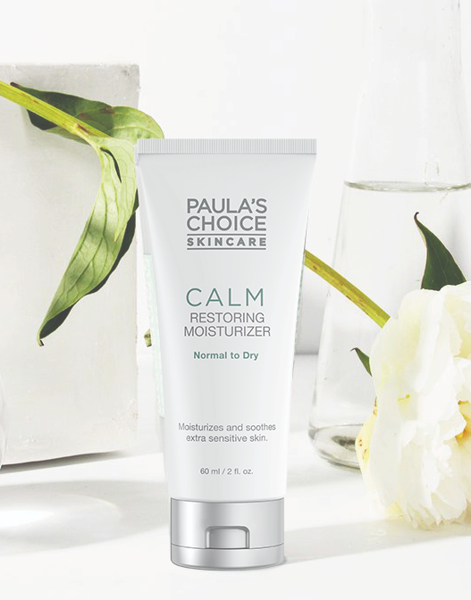 PAULA'S
CHOICE
SKINCARE
CALM
RESTORING
MOISTURIZER
Normal to Dry
Moisturizes and soothes
extra sensitive skin.
60 ml / 2 fl. oz.